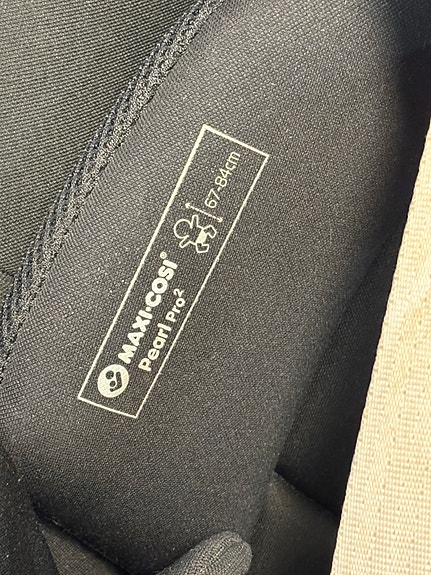 MAXI-COSI®
Pearl Pro²
67-84cm